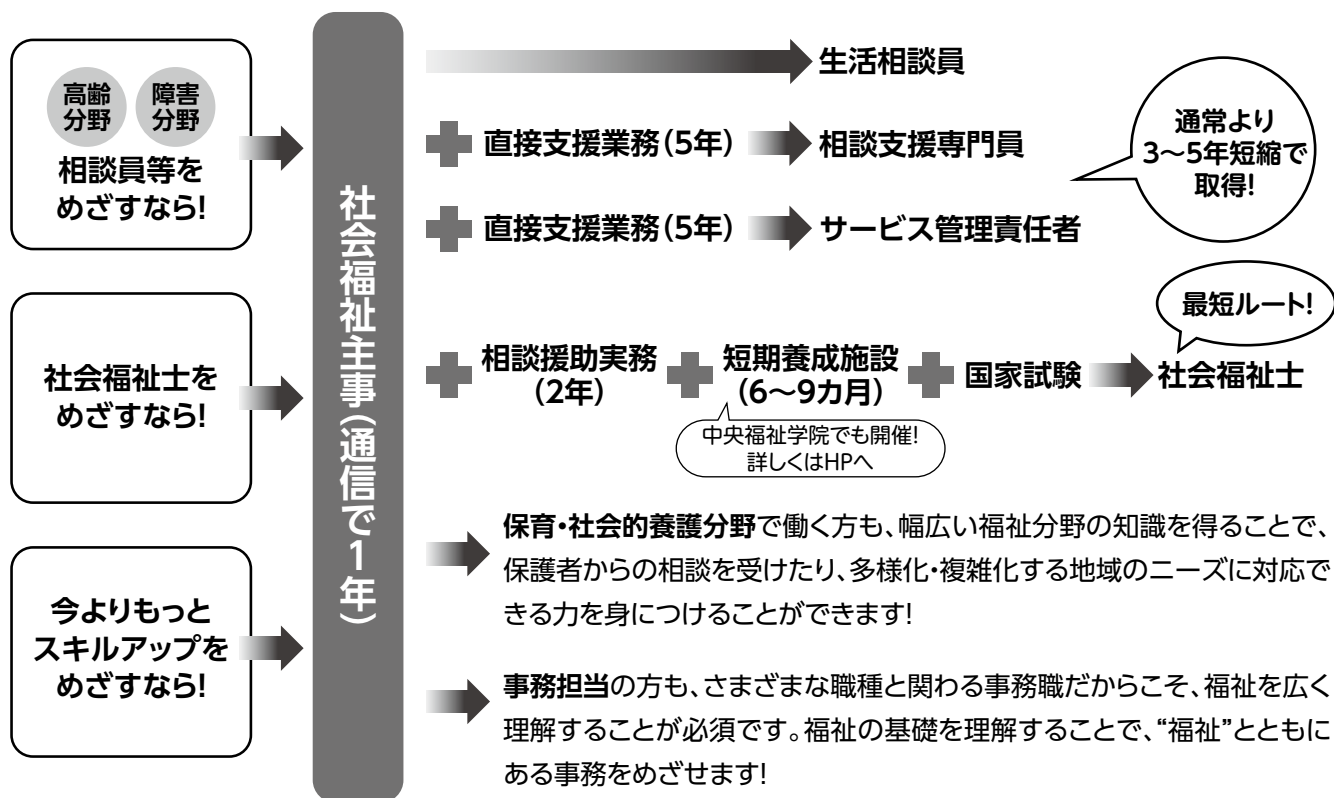 高齢
分野
障害
分野
相談員等を
めざすなら!
社会福祉士を
めざすなら!
今よりもっと
スキルアップを
めざすなら!
社会福祉主事(通信で1年)
生活相談員
直接支援業務(5年)
相談支援専門員
直接支援業務(5年)
サービス管理責任者
通常より
3〜5年短縮で
取得!
相談援助実務
(2年)
短期養成施設
(6〜9カ月)
国家試験
社会福祉士
最短ルート!
中央福祉学院でも開催!
詳しくはHPへ
保育・社会的養護分野で働く方も、幅広い福祉分野の知識を得ることで、
保護者からの相談を受けたり、多様化・複雑化する地域のニーズに対応で
きる力を身につけることができます!
事務担当の方も、さまざまな職種と関わる事務職だからこそ、福祉を広く
理解することが必須です。福祉の基礎を理解することで、“福祉”とともに
ある事務をめざせます!